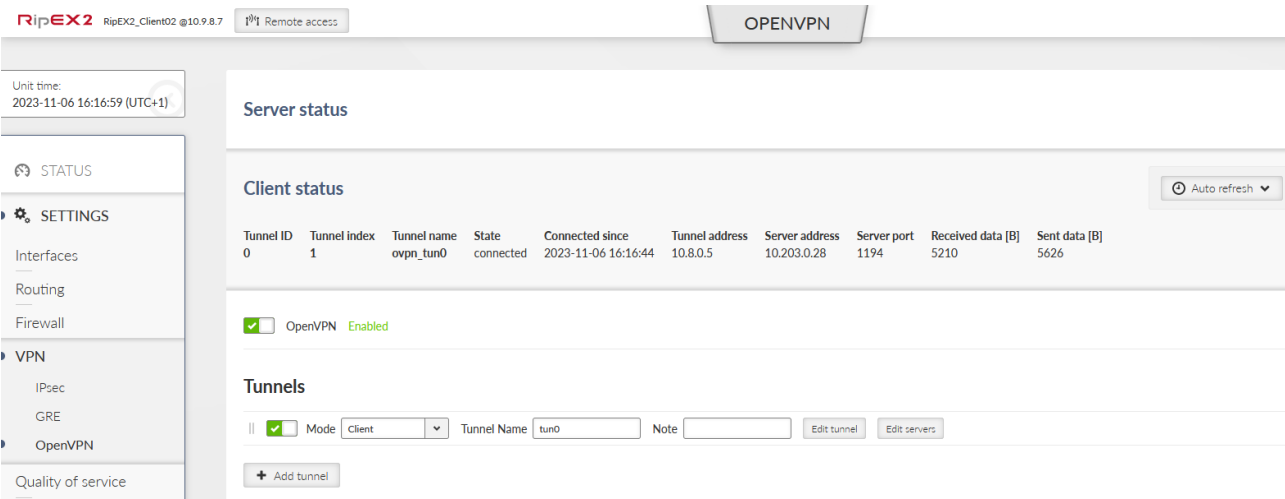 RipEX2 RipEX2_Client02 @10.9.8.7 Remote access OPENVPN
Unit time:
2023-11-06 16:16:59 (UTC+1)
STATUS
SETTINGS
Interfaces
Routing
Firewall
VPN
IPsec
GRE
OpenVPN
Quality of service
Server status
Client status
Auto refresh
Tunnel ID Tunnel index Tunnel name State Connected since Tunnel address Server address Server port Received data [B] Sent data [B]
0 1 ovpn_tun0 connected 2023-11-06 16:16:44 10.8.0.5 10.203.0.28 1194 5210 5626
OpenVPN Enabled
Tunnels
Mode Client Tunnel Name tun0 Note Edit tunnel Edit servers
+ Add tunnel